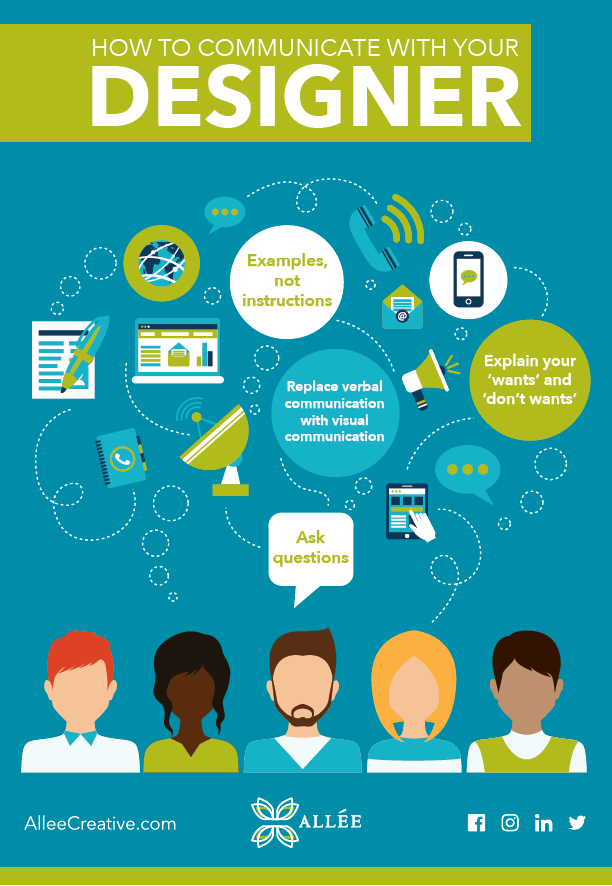 HOW TO COMMUNICATE WITH YOUR
DESIGNER
Examples,
not
instructions
@
Explain your
‘wants’ and
‘don’t wants‘
Replace verbal
communication
with visual
communication
Ask
questions
AlleeCreative.com
ALLÉE